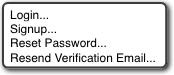 Login...
Signup...
Reset Password...
Resend Verification Email...